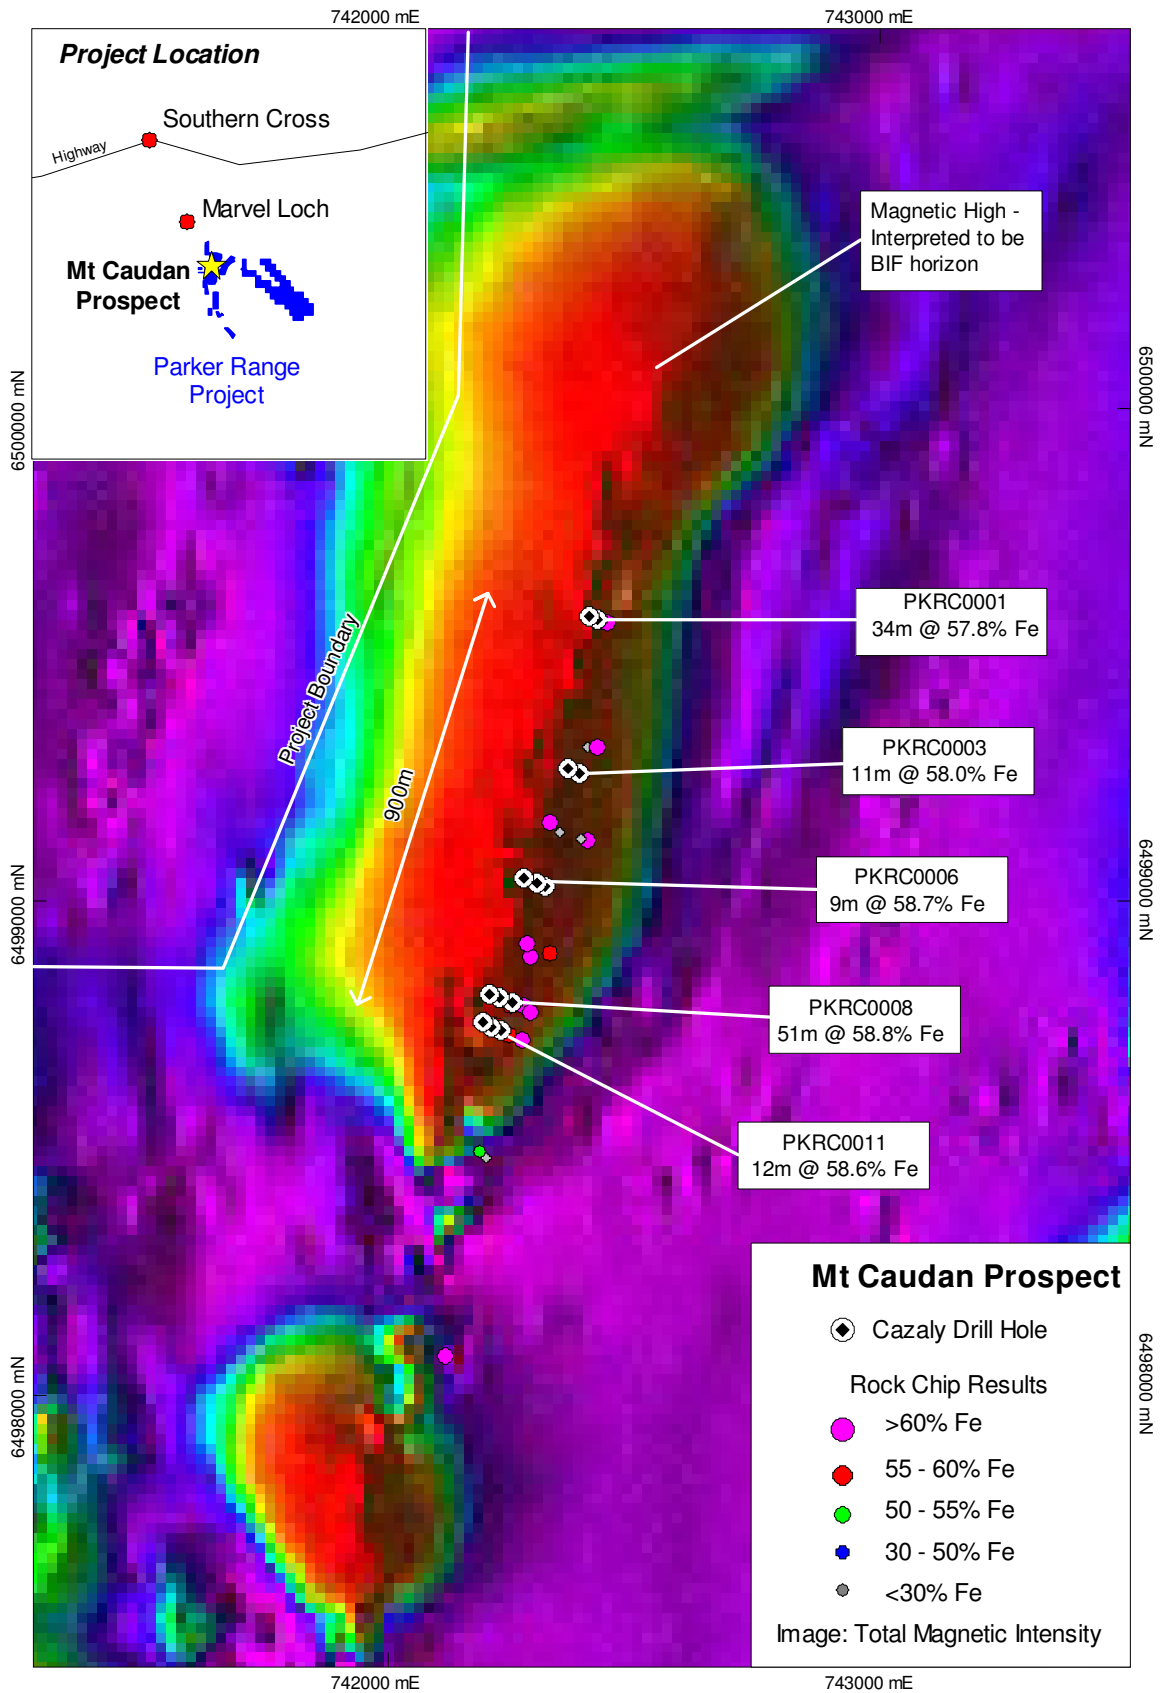 742000 mE
743000 mE
Project Location
Southern Cross
Highway
Marvel Loch
Mt Caudan
Prospect
Parker Range
Project
Magnetic High -
Interpreted to be
BIF horizon
6500000 mN
6500000 mN
PKRC0001
34m @ 57.8% Fe
Project Boundary
900m
PKRC0003
11m @ 58.0% Fe
PKRC0006
9m @ 58.7% Fe
6499000 mN
6499000 mN
PKRC0008
51m @ 58.8% Fe
PKRC0011
12m @ 58.6% Fe
6498000 mN
6498000 mN
Mt Caudan Prospect
Cazaly Drill Hole
Rock Chip Results
>60% Fe
55 - 60% Fe
50 - 55% Fe
30 - 50% Fe
<30% Fe
Image: Total Magnetic Intensity
742000 mE
743000 mE